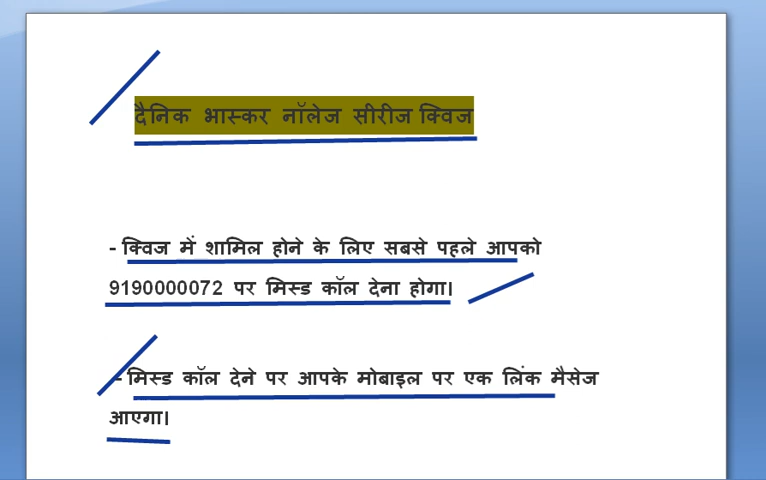 दैनिक भास्कर नॉलेज सीरीज क्विज
- क्विज में शामिल होने के लिए सबसे पहले आपको
9190000072 पर मिस्ड कॉल देना होगा।
- मिस्ड कॉल देने पर आपके मोबाइल पर एक लिंक मैसेज
आएगा।